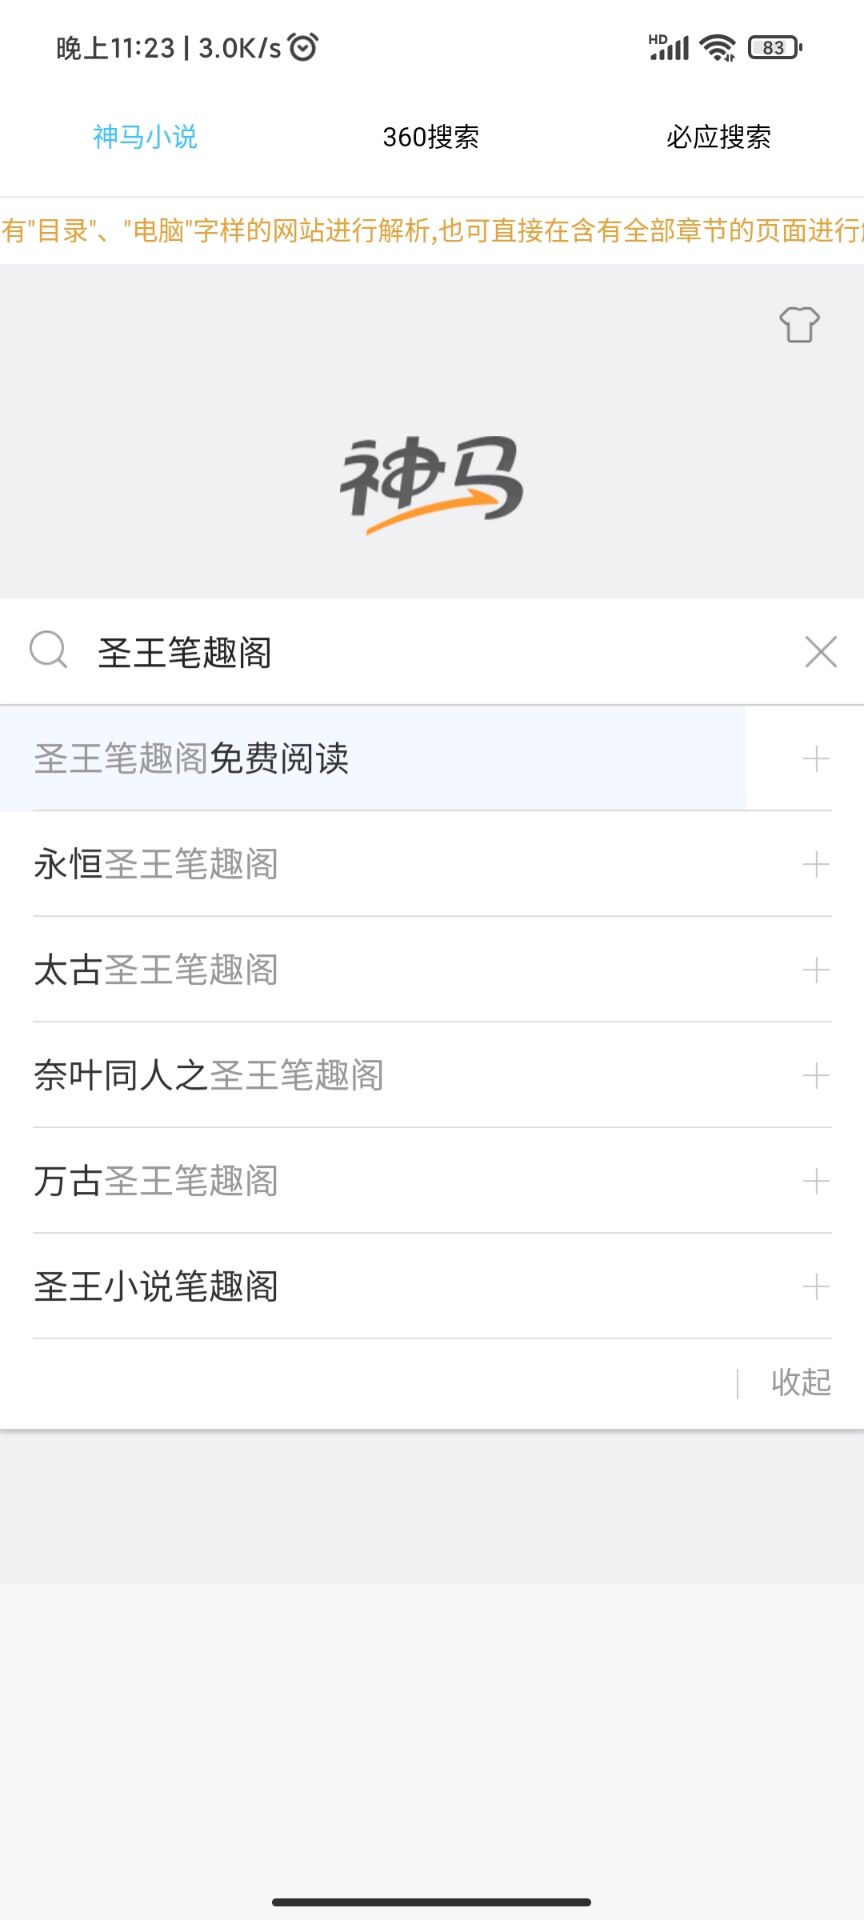 晚上11:23 | 3.0K/s
HD
83
神马小说 360搜索 必应搜索
有"目录"、"电脑"字样的网站进行解析,也可直接在含有全部章节的页面进行
神马
圣王笔趣阁
圣王笔趣阁免费阅读
永恒圣王笔趣阁
太古圣王笔趣阁
奈叶同人之圣王笔趣阁
万古圣王笔趣阁
圣王小说笔趣阁
收起